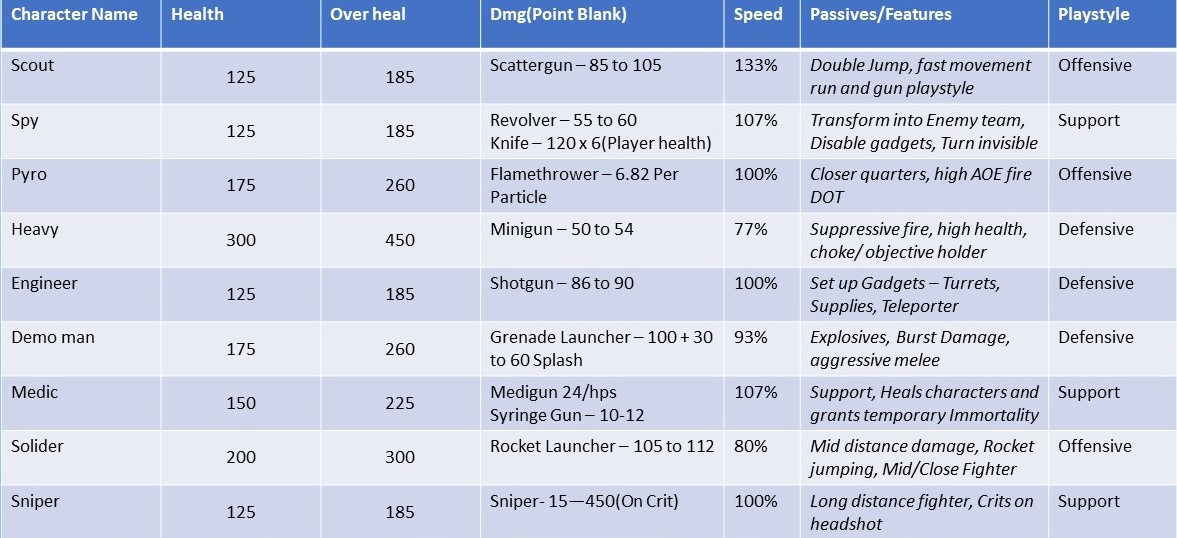 Character Name Health Over heal Dmg(Point Blank) Speed Passives/Features Playstyle
Scout 125 185 Scattergun – 85 to 105 133% Double Jump, fast movement run and gun playstyle Offensive
Spy 125 185 Revolver – 55 to 60 Knife – 120 x 6(Player health) 107% Transform into Enemy team, Disable gadgets, Turn invisible Support
Pyro 175 260 Flamethrower – 6.82 Per Particle 100% Closer quarters, high AOE fire DOT Offensive
Heavy 300 450 Minigun – 50 to 54 77% Suppressive fire, high health, choke/ objective holder Defensive
Engineer 125 185 Shotgun – 86 to 90 100% Set up Gadgets – Turrets, Supplies, Teleporter Defensive
Demo man 175 260 Grenade Launcher – 100 + 30 to 60 Splash 93% Explosives, Burst Damage, aggressive melee Defensive
Medic 150 225 Medigun 24/hps Syringe Gun – 10-12 107% Support, Heals characters and grants temporary Immortality Support
Solider 200 300 Rocket Launcher – 105 to 112 80% Mid distance damage, Rocket jumping, Mid/Close Fighter Offensive
Sniper 125 185 Sniper- 15—450(On Crit) 100% Long distance fighter, Crits on headshot Support